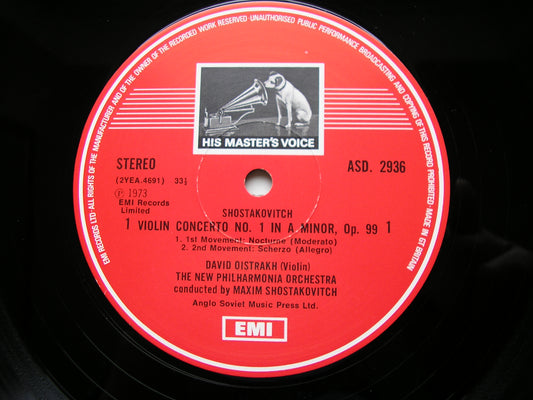 EMI RECORDS LTD·ALL RIGHTS OF THE MANUFACTURER AND OF THE OWNER OF THE RECORDED WORK RESERVED·UNAUTHORISED PUBLIC PERFORMANCE BROADCASTING AND COPYING OF THIS RECORD PROHIBITED·MADE IN GT BRITAIN
HIS MASTER'S VOICE
STEREO
ASD. 2936
(2YEA.4691) 33⅓
℗ 1973
EMI Records
Limited
SHOSTAKOVITCH
1 VIOLIN CONCERTO NO. 1 IN A MINOR, Op. 99 1
1. 1st Movement: Nocturne (Moderato)
2. 2nd Movement: Scherzo (Allegro)
DAVID OISTRAKH (Violin)
THE NEW PHILHARMONIA ORCHESTRA
conducted by MAXIM SHOSTAKOVITCH
Anglo Soviet Music Press Ltd.
EMI